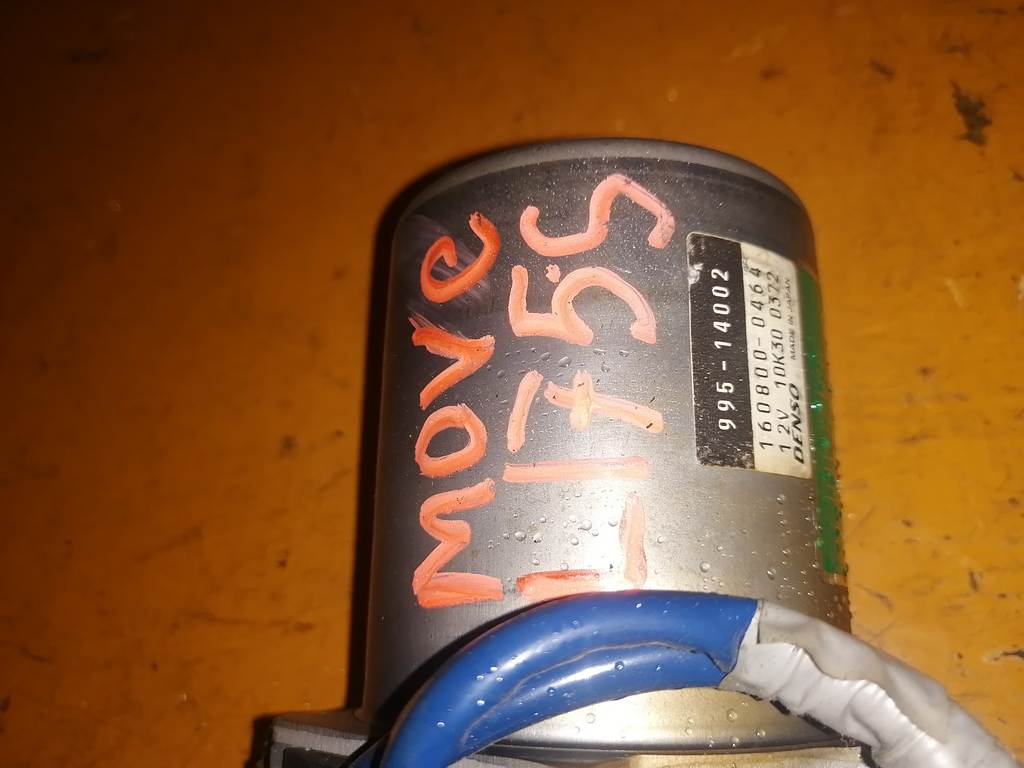 MOVE
L175S
995-14002
160800-0464
12V 10K30 0372
DENSO MADE IN JAPAN